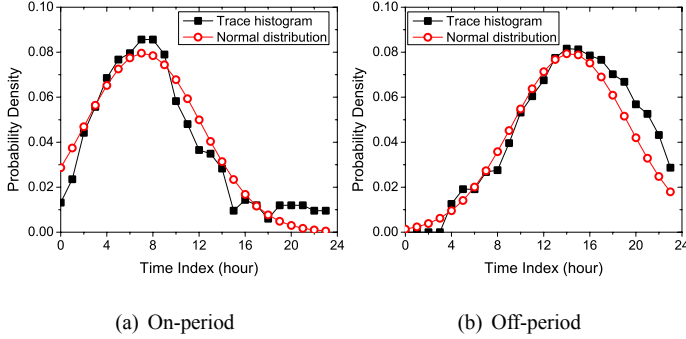 Trace histogram
Normal distribution
0.10
0.08
0.06
0.04
0.02
0.00
Probability Density
0 4 8 12 16 20 24
Time Index (hour)
(a) On-period
Trace histogram
Normal distribution
0.10
0.08
0.06
0.04
0.02
0.00
Probability Density
0 4 8 12 16 20 24
Time Index (hour)
(b) Off-period